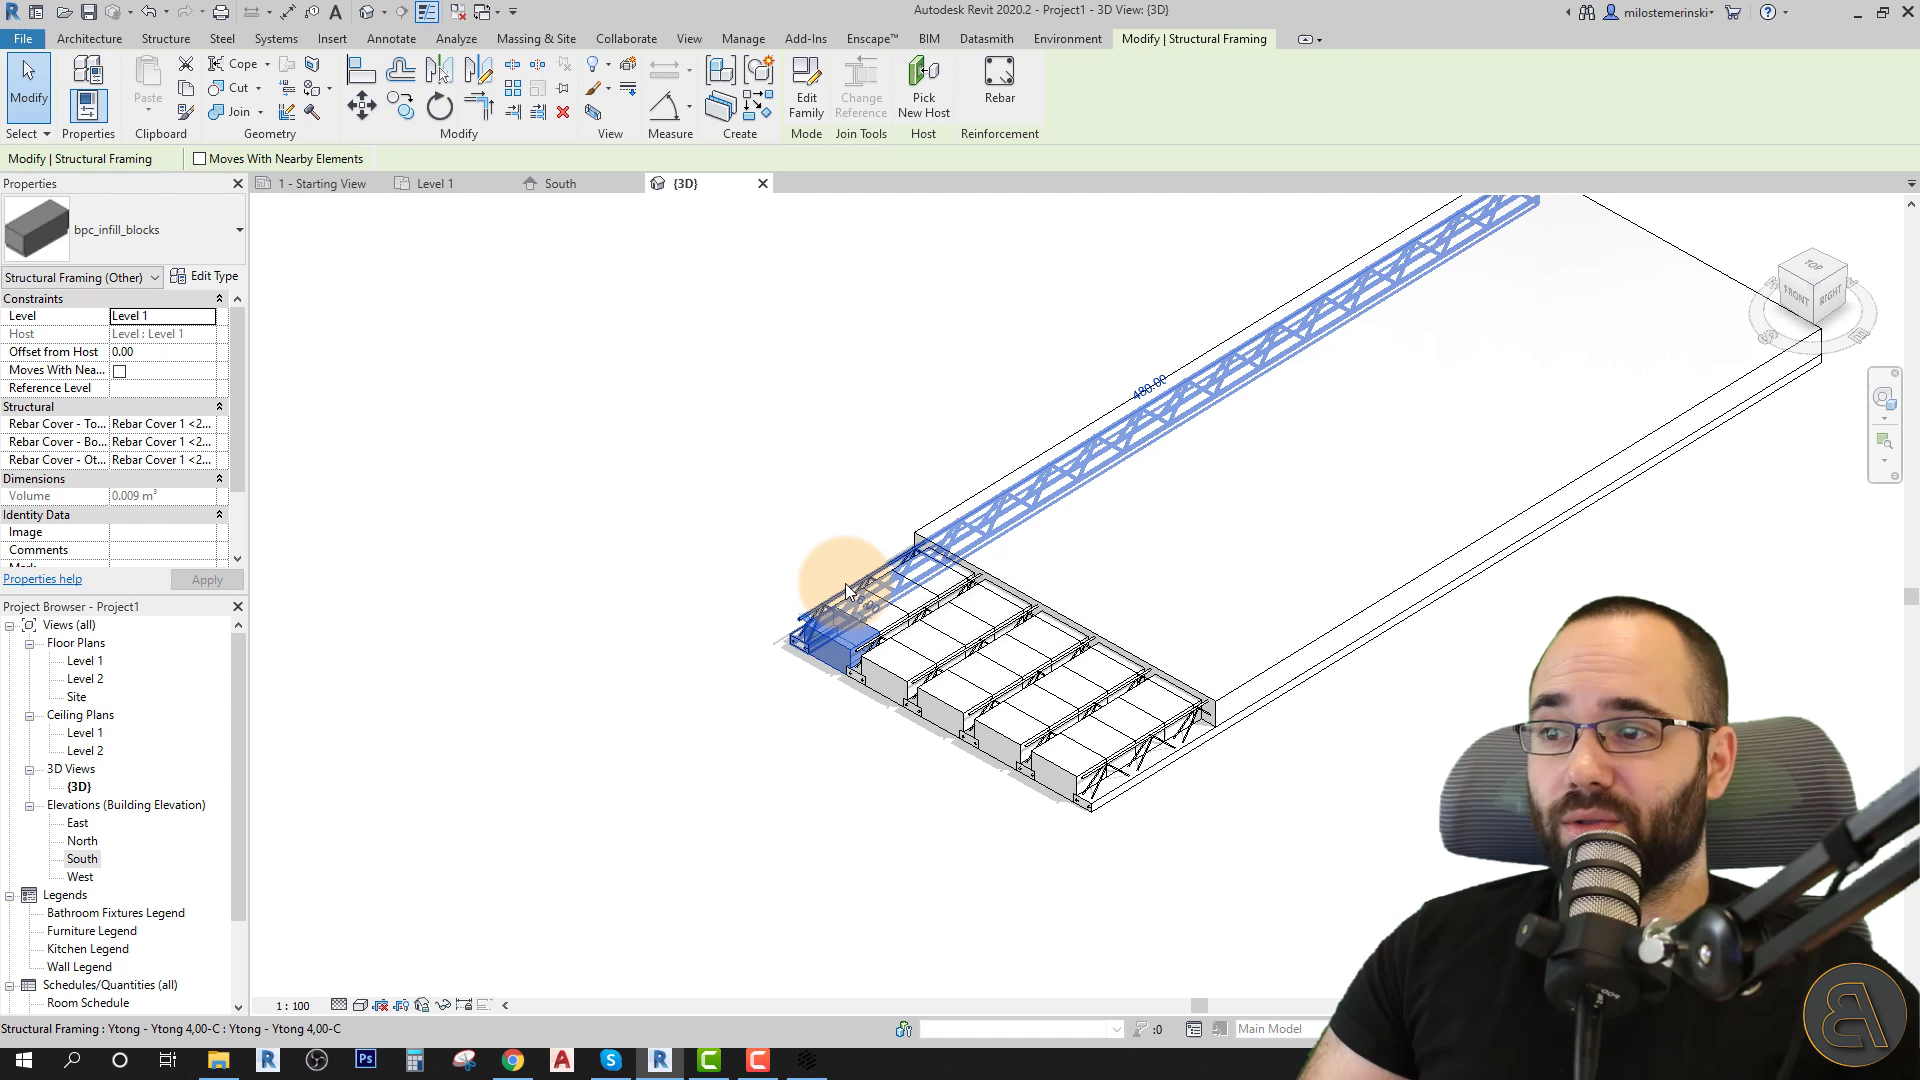 Autodesk Revit 2020.2 - Project1 - 3D View: {3D}
milostemerinski
File
Architecture
Structure
Steel
Systems
Insert
Annotate
Analyze
Massing & Site
Collaborate
View
Manage
Add-Ins
Enscape™
BIM
Datasmith
Environment
Modify | Structural Framing
Modify
Paste
Cope
Cut
Join
Edit
Family
Change
Reference
Pick
New Host
Rebar
Select
Properties
Clipboard
Geometry
Modify
View
Measure
Create
Mode
Join Tools
Host
Reinforcement
Modify | Structural Framing
Moves With Nearby Elements
Properties
1 - Starting View
Level 1
South
{3D}
bpc_infill_blocks
Structural Framing (Other)
Edit Type
Constraints
Level
Level 1
Host
Level : Level 1
Offset from Host
0.00
Moves With Nea...
Reference Level
Structural
Rebar Cover - To...
Rebar Cover 1 <2...
Rebar Cover - Bo...
Rebar Cover 1 <2...
Rebar Cover - Ot...
Rebar Cover 1 <2...
Dimensions
Volume
0.009 m³
Identity Data
Image
Comments
Properties help
Apply
Project Browser - Project1
Views (all)
Floor Plans
Level 1
Level 2
Site
Ceiling Plans
Level 1
Level 2
3D Views
{3D}
Elevations (Building Elevation)
East
North
South
West
Legends
Bathroom Fixtures Legend
Furniture Legend
Kitchen Legend
Wall Legend
Schedules/Quantities (all)
Room Schedule
480.00
TOP
FRONT
RIGHT
1 : 100
Structural Framing : Ytong - Ytong 4,00-C : Ytong - Ytong 4,00-C
:0
Main Model